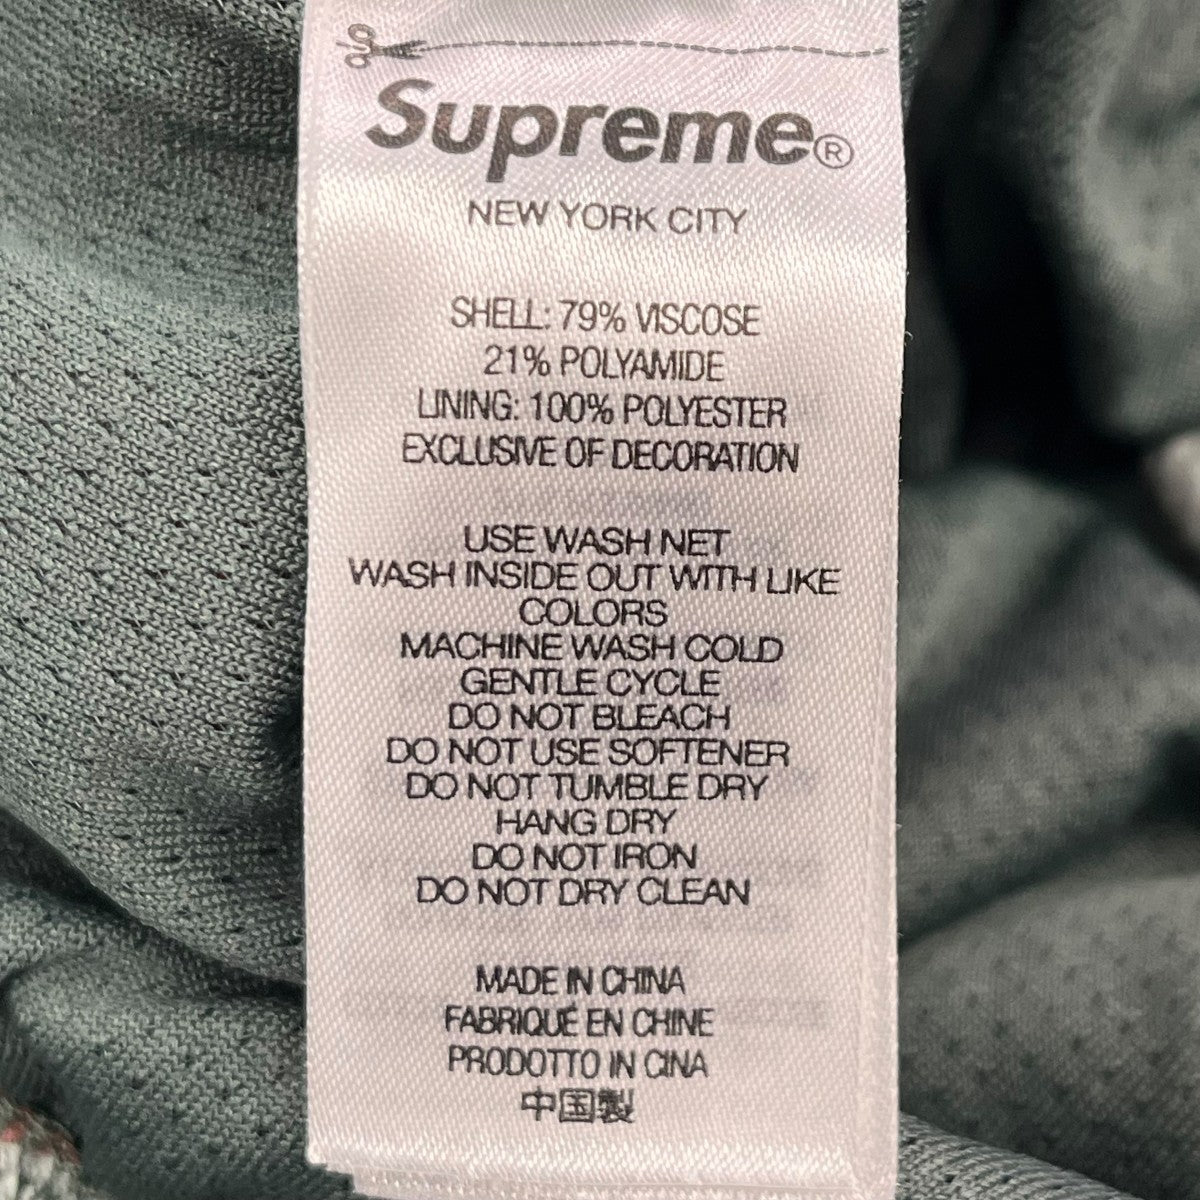 Supreme®
NEW YORK CITY
SHELL: 79% VISCOSE
21% POLYAMIDE
LINING: 100% POLYESTER
EXCLUSIVE OF DECORATION
USE WASH NET
WASH INSIDE OUT WITH LIKE
COLORS
MACHINE WASH COLD
GENTLE CYCLE
DO NOT BLEACH
DO NOT USE SOFTENER
DO NOT TUMBLE DRY
HANG DRY
DO NOT IRON
DO NOT DRY CLEAN
MADE IN CHINA
FABRIQUÉ EN CHINE
PRODOTTO IN CINA
中国製